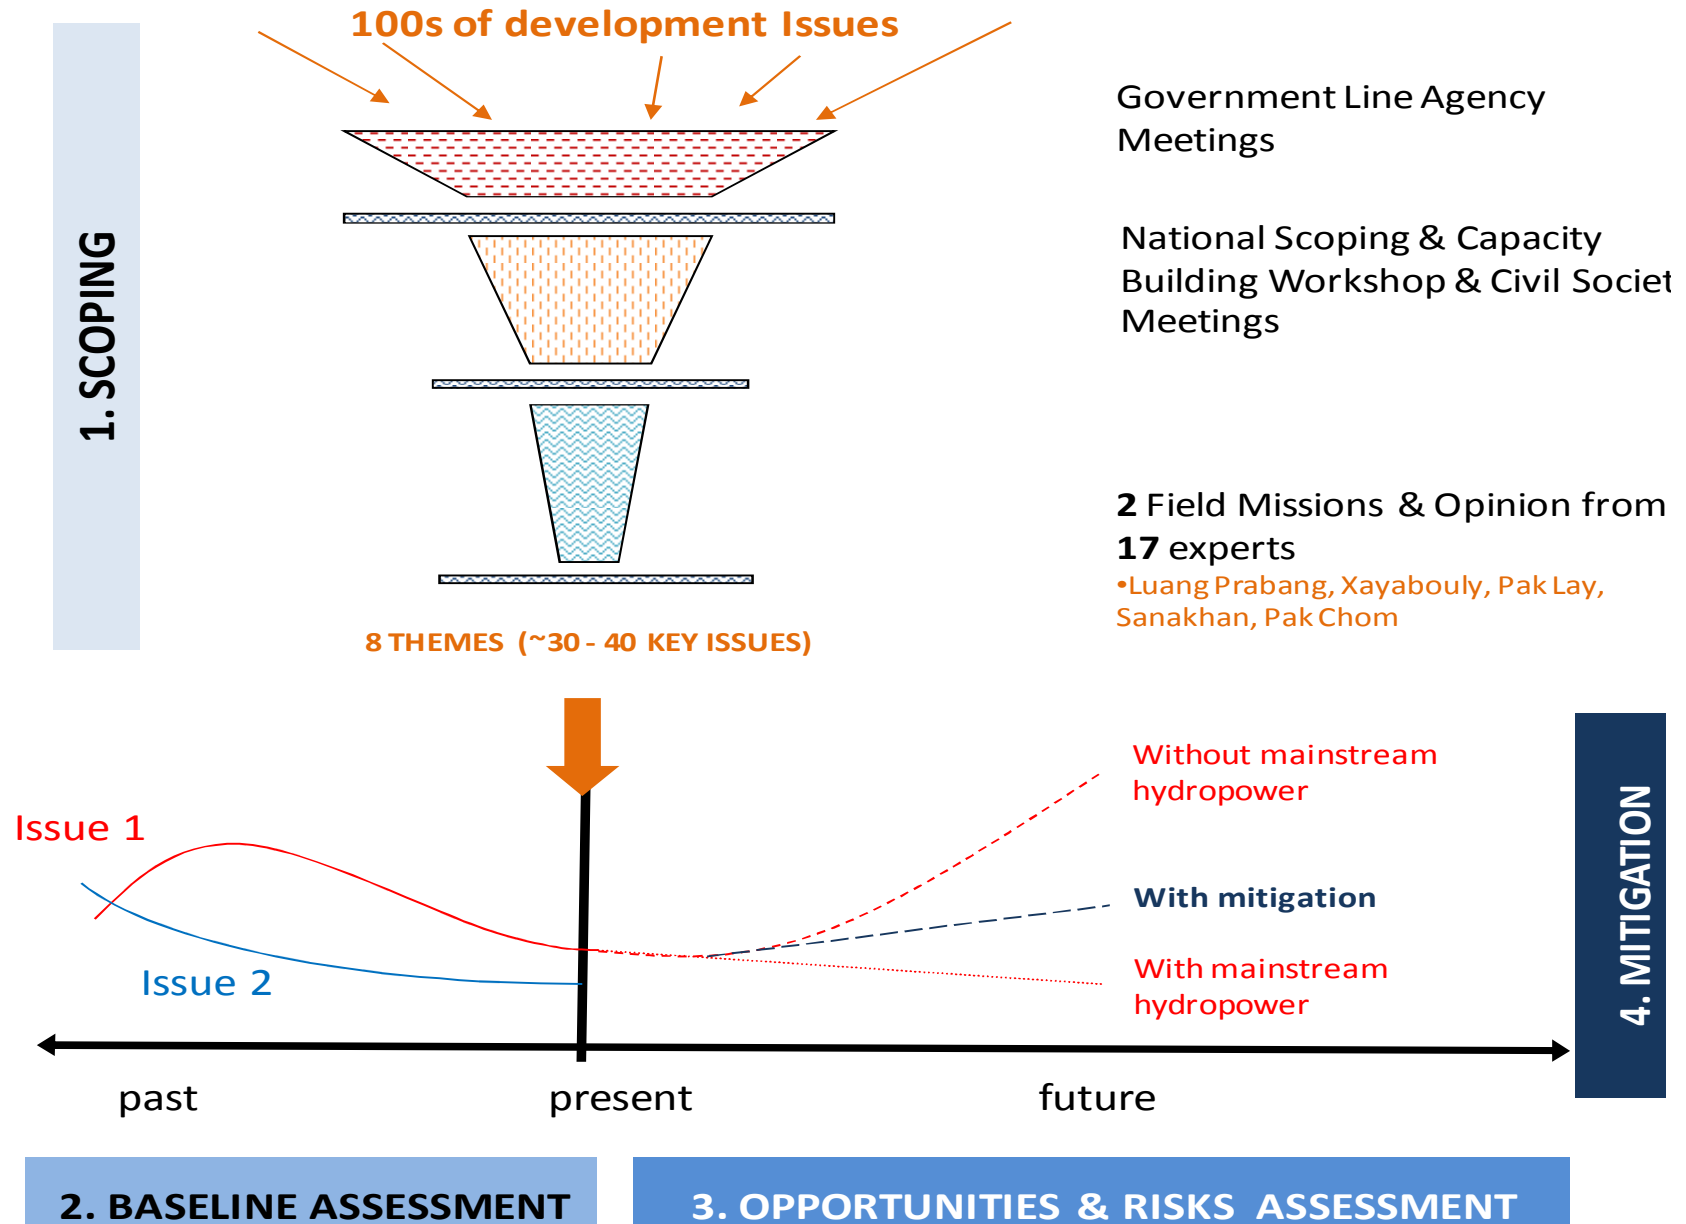 100s of development Issues
Government Line Agency
Meetings
1. SCOPING
National Scoping & Capacity
Building Workshop & Civil Societ
Meetings
2 Field Missions & Opinion from
17 experts
•Luang Prabang, Xayabouly, Pak Lay,
Sanakhan, Pak Chom
8 THEMES (~30 - 40 KEY ISSUES)
Without mainstream
hydropower
Issue 1
With mitigation
Issue 2
With mainstream
hydropower
4. MITIGATION
past
present
future
2. BASELINE ASSESSMENT
3. OPPORTUNITIES & RISKS ASSESSMENT